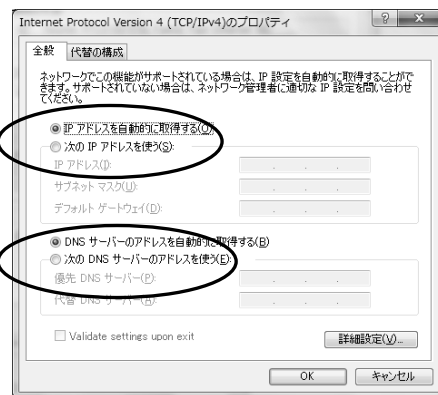 Internet Protocol Version 4 (TCP/IPv4)のプロパティ
全般 代替の構成
ネットワークでこの機能がサポートされている場合は、IP 設定を自動的に取得することがで
きます。サポートされていない場合は、ネットワーク管理者に適切な IP 設定を問い合わせ
てください。
IP アドレスを自動的に取得する(O)
次の IP アドレスを使う(S):
IP アドレス(I):
サブネット マスク(U):
デフォルト ゲートウェイ(D):
DNS サーバーのアドレスを自動的に取得する(B)
次の DNS サーバーのアドレスを使う(E):
優先 DNS サーバー(P):
代替 DNS サーバー(A):
Validate settings upon exit
詳細設定(V)...
OK キャンセル